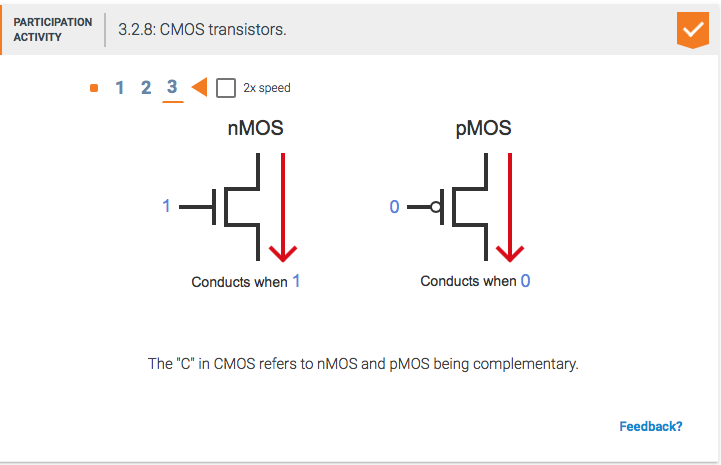 PARTICIPATION
ACTIVITY
3.2.8: CMOS transistors.
1 2 3 2x speed
nMOS pMOS
1 0
Conducts when 1 Conducts when 0
The "C" in CMOS refers to nMOS and pMOS being complementary.
Feedback?